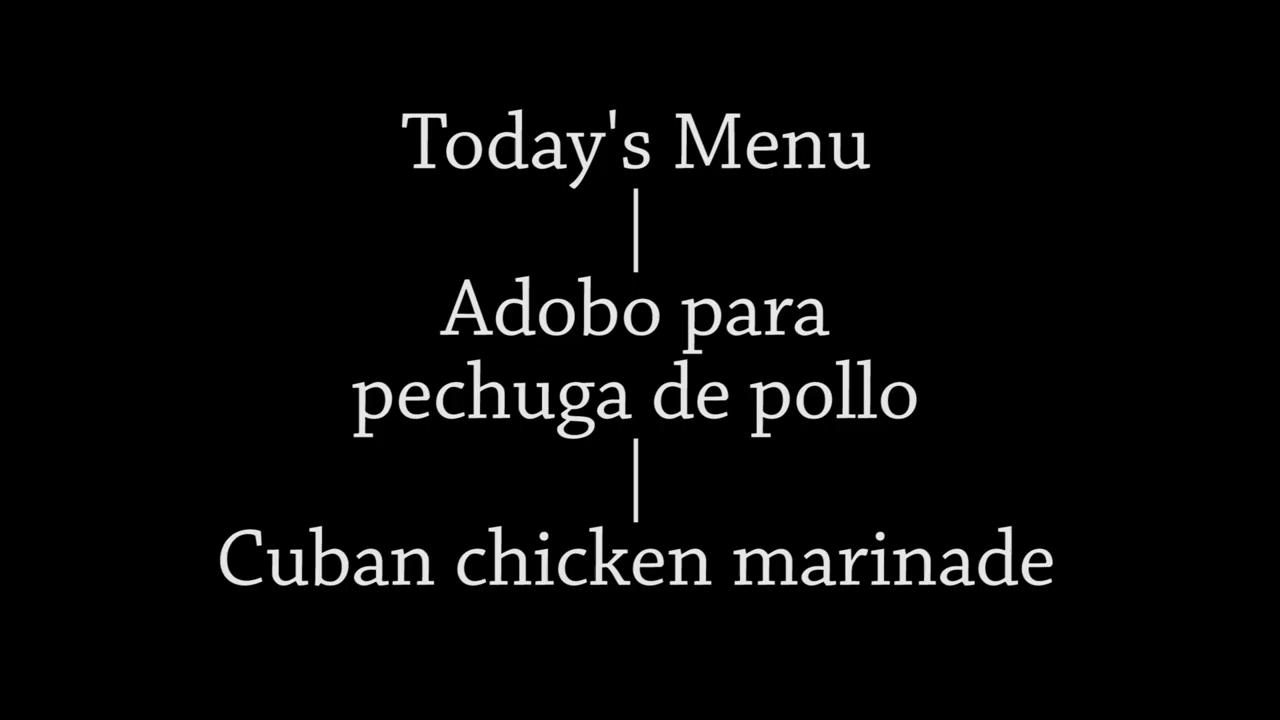 Today's Menu
|
Adobo para
pechuga de pollo
|
Cuban chicken marinade